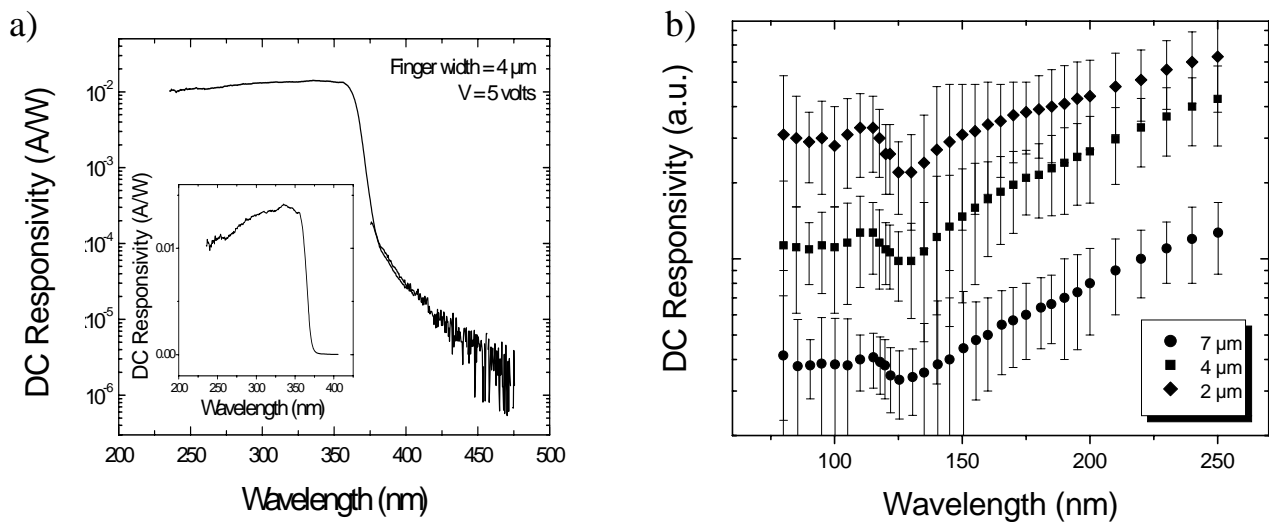 a)
Finger width = 4 µm
V = 5 volts
10⁻²
10⁻³
10⁻⁴
10⁻⁵
10⁻⁶
DC Responsivity (A/W)
200 250 300 350 400 450 500
Wavelength (nm)
0.01
0.00
DC Responsivity (A/W)
200 250 300 350 400
Wavelength (nm)
b)
DC Responsivity (a.u.)
7 µm
4 µm
2 µm
100 150 200 250
Wavelength (nm)